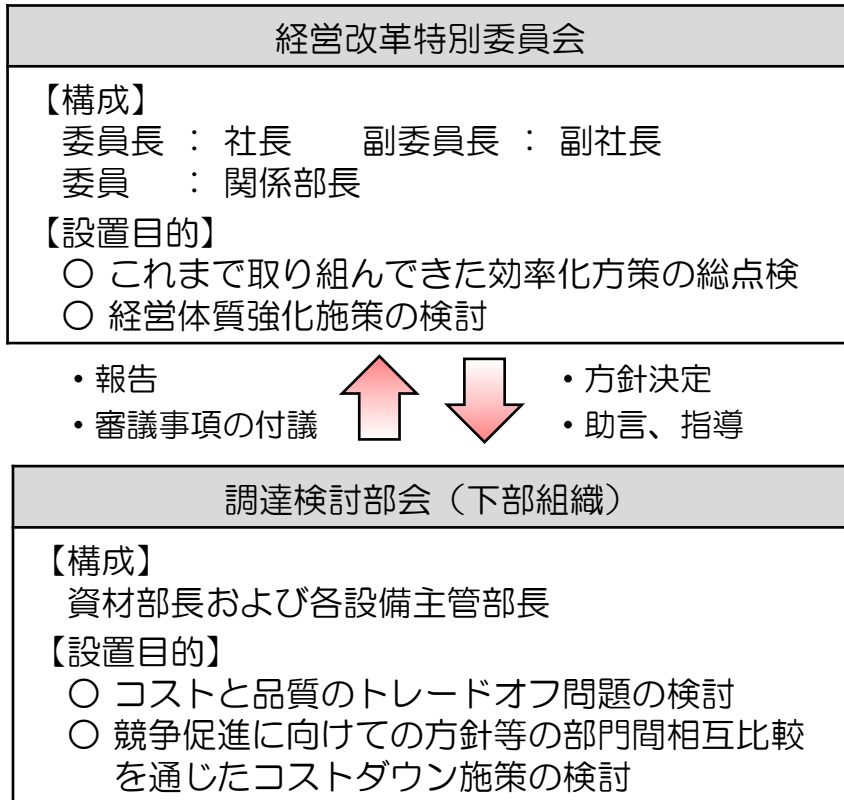 経営改革特別委員会
【構成】
委員長 ： 社長　　副委員長 ： 副社長
委員　 ： 関係部長
【設置目的】
○ これまで取り組んできた効率化方策の総点検
○ 経営体質強化施策の検討
・報告
・審議事項の付議
・方針決定
・助言、指導
調達検討部会（下部組織）
【構成】
資材部長および各設備主管部長
【設置目的】
○ コストと品質のトレードオフ問題の検討
○ 競争促進に向けての方針等の部門間相互比較
を通じたコストダウン施策の検討